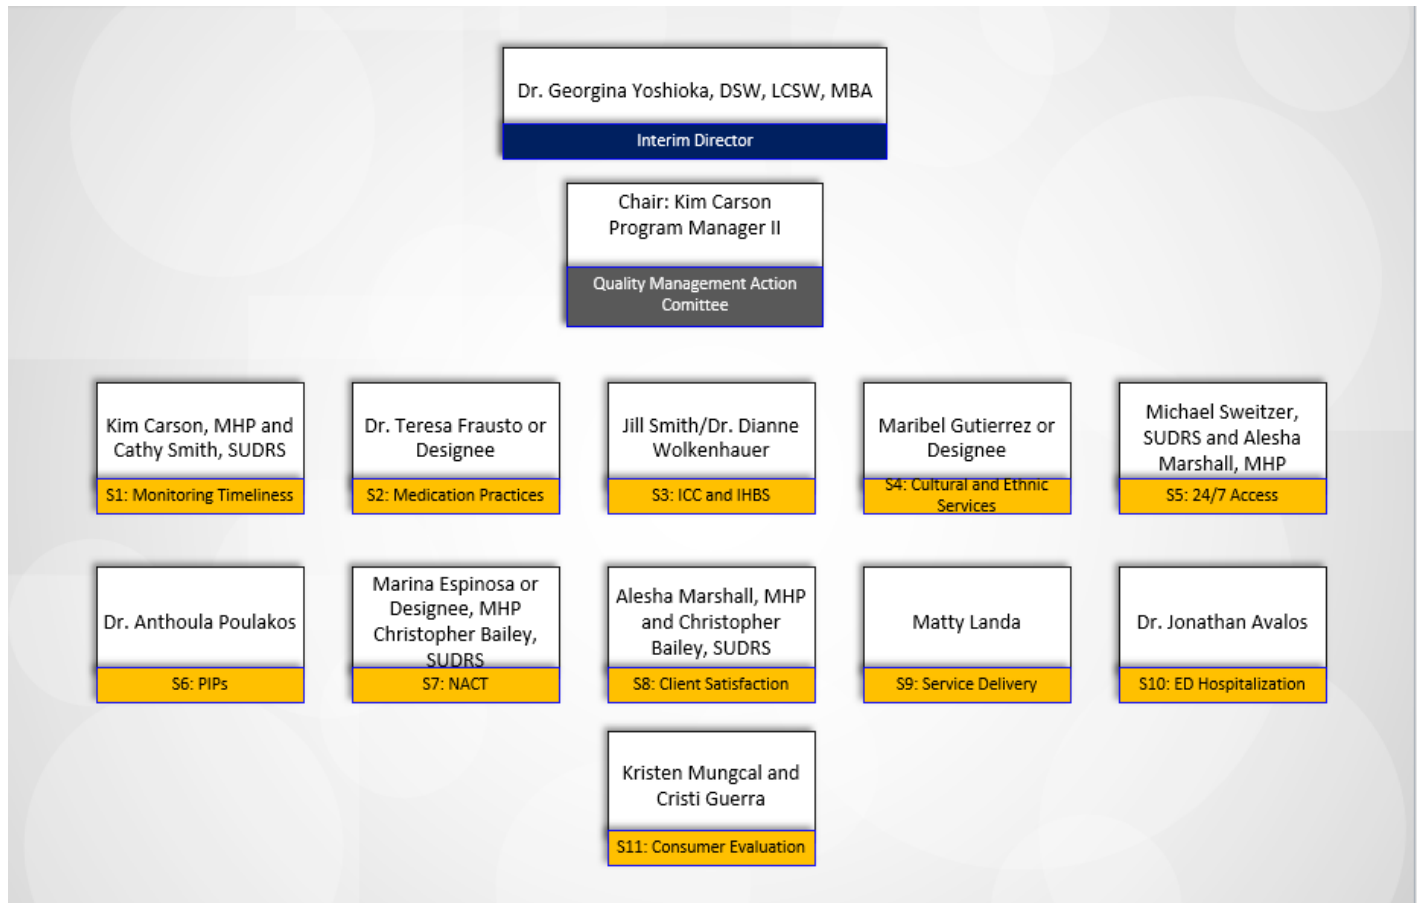 Dr. Georgina Yoshioka, DSW, LCSW, MBA
Interim Director
Chair: Kim Carson
Program Manager II
Quality Management Action
Comittee
Kim Carson, MHP and
Cathy Smith, SUDRS
S1: Monitoring Timeliness
Dr. Teresa Frausto or
Designee
S2: Medication Practices
Jill Smith/Dr. Dianne
Wolkenhauer
S3: ICC and IHBS
Maribel Gutierrez or
Designee
S4: Cultural and Ethnic
Services
Michael Sweitzer,
SUDRS and Alesha
Marshall, MHP
S5: 24/7 Access
Dr. Anthoula Poulakos
S6: PIPs
Marina Espinosa or
Designee, MHP
Christopher Bailey,
SUDRS
S7: NACT
Alesha Marshall, MHP
and Christopher
Bailey, SUDRS
S8: Client Satisfaction
Matty Landa
S9: Service Delivery
Dr. Jonathan Avalos
S10: ED Hospitalization
Kristen Mungcal and
Cristi Guerra
S11: Consumer Evaluation